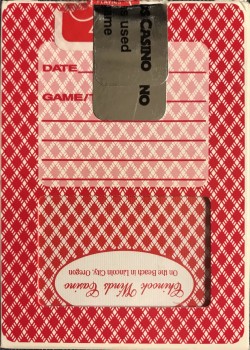 CASINO NO
used
me
DATE
GAME/T
Chinook Winds Casino
On the Beach in Lincoln City, Oregon